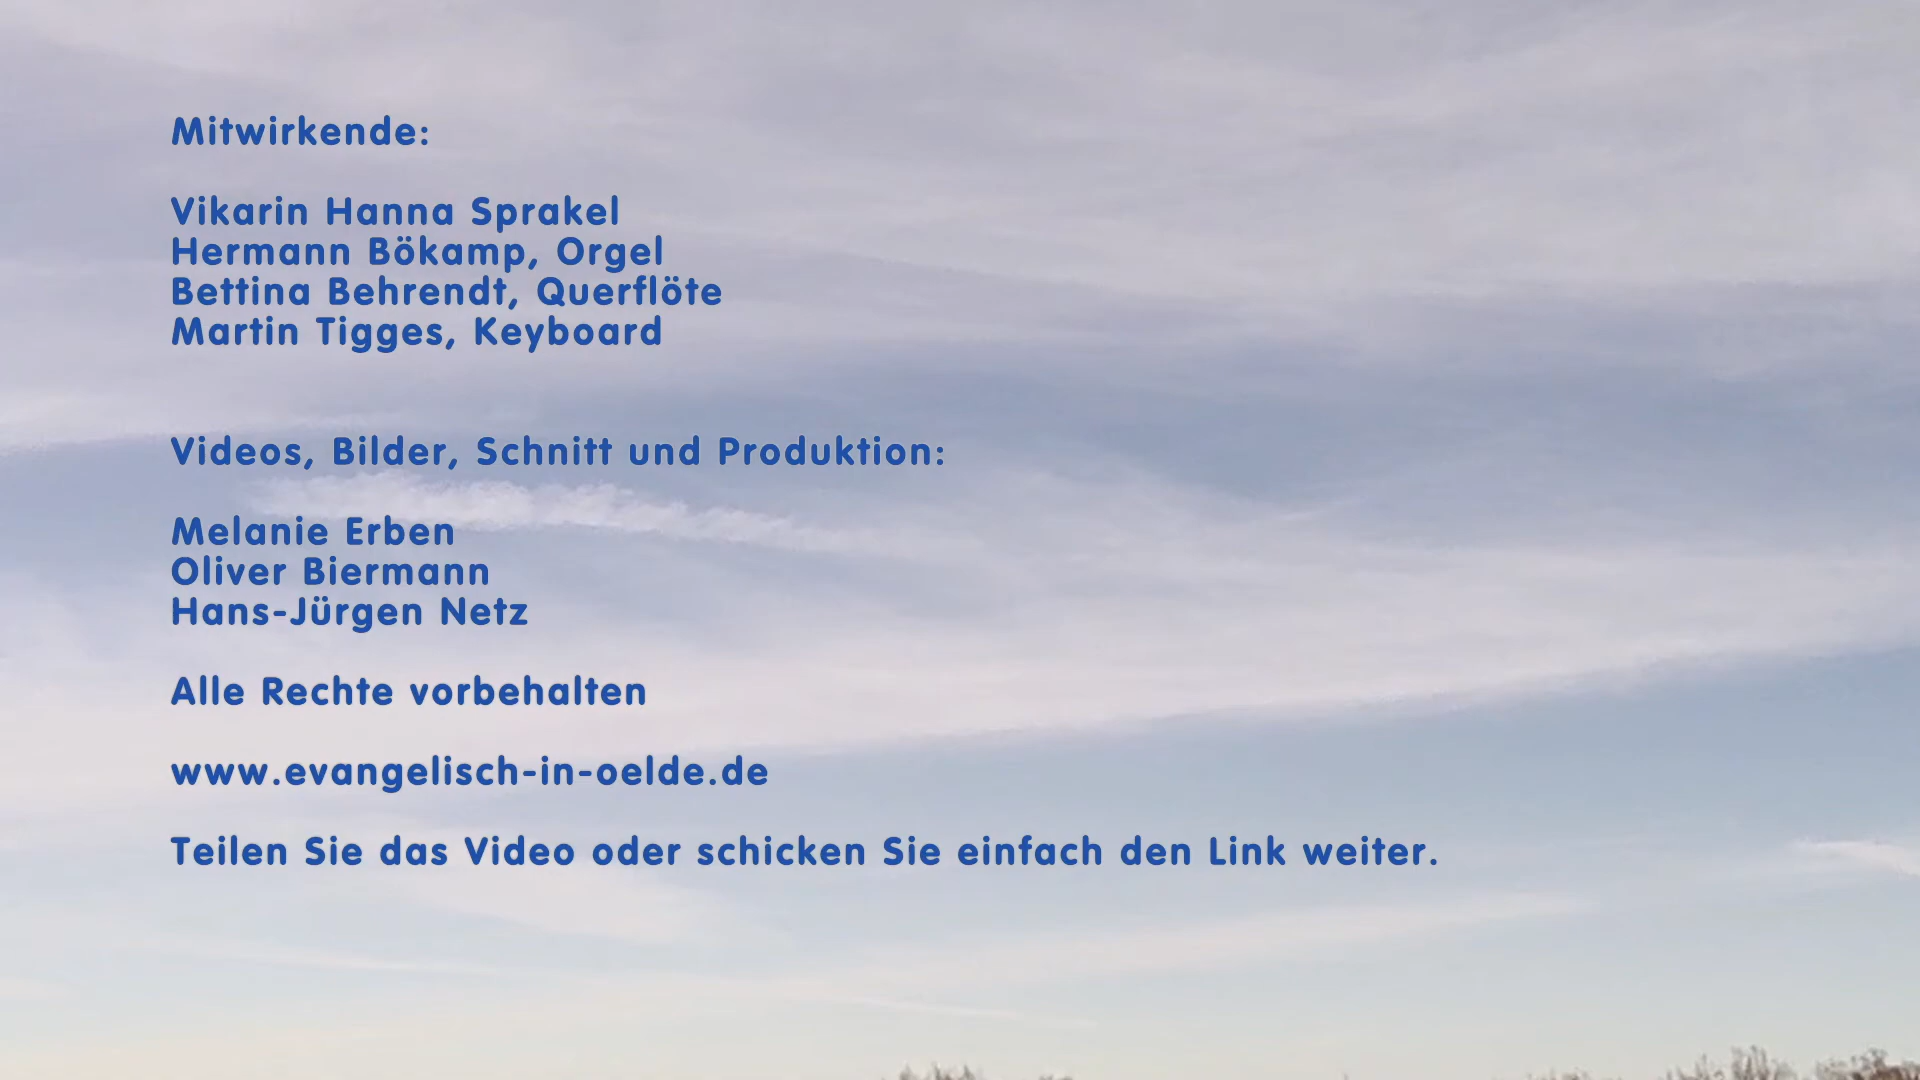 Mitwirkende:
Vikarin Hanna Sprakel
Hermann Bökamp, Orgel
Bettina Behrendt, Querflöte
Martin Tigges, Keyboard
Videos, Bilder, Schnitt und Produktion:
Melanie Erben
Oliver Biermann
Hans-Jürgen Netz
Alle Rechte vorbehalten
www.evangelisch-in-oelde.de
Teilen Sie das Video oder schicken Sie einfach den Link weiter.